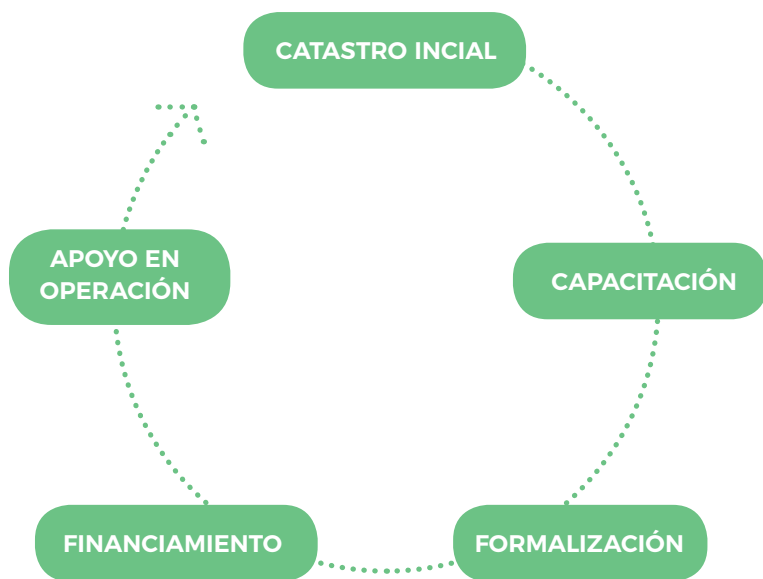 CATASTRO INCIAL
CAPACITACIÓN
FORMALIZACIÓN
FINANCIAMIENTO
APOYO EN
OPERACIÓN